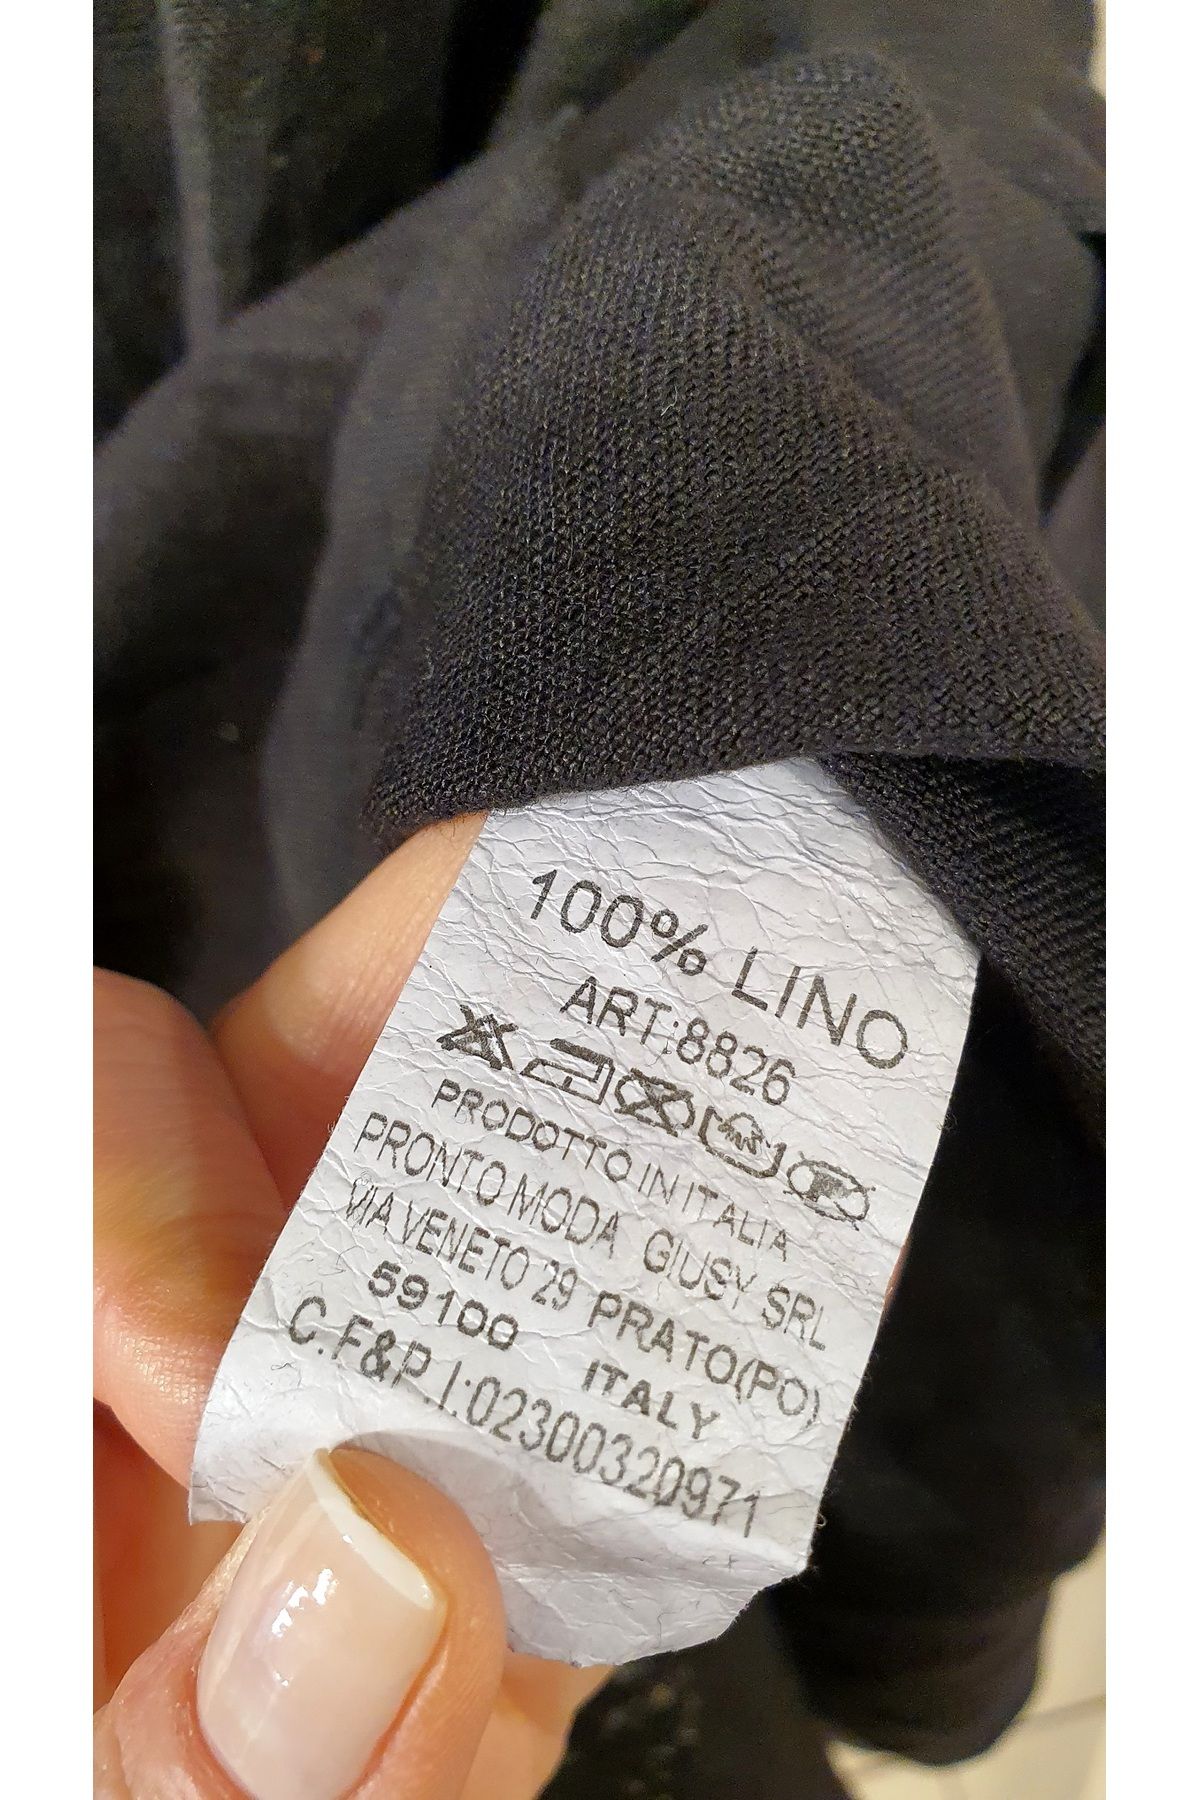 100% LINO
ART:8826
PRODOTTO IN ITALIA
PRONTO MODA GIUSY SRL
VIA VENETO 29 PRATO(PO)
59100 ITALY
C.F&P.I:02300320971